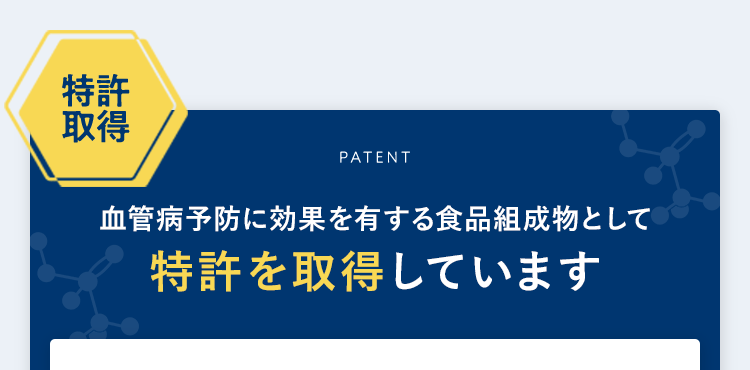 特許
取得
PATENT
血管病予防に効果を有する食品組成物として
特許を取得しています